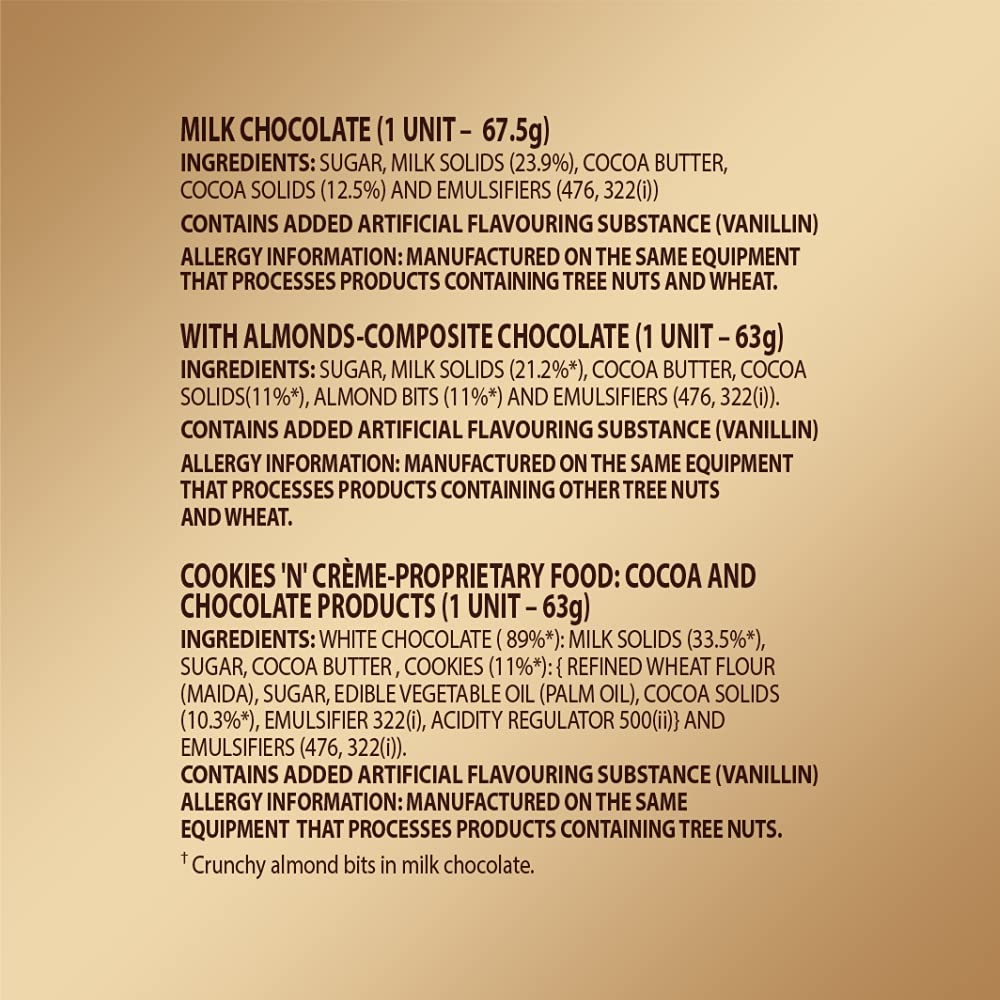 MILK CHOCOLATE (1 UNIT – 67.5g)
INGREDIENTS: SUGAR, MILK SOLIDS (23.9%), COCOA BUTTER,
COCOA SOLIDS (12.5%) AND EMULSIFIERS (476, 322(i))
CONTAINS ADDED ARTIFICIAL FLAVOURING SUBSTANCE (VANILLIN)
ALLERGY INFORMATION: MANUFACTURED ON THE SAME EQUIPMENT
THAT PROCESSES PRODUCTS CONTAINING TREE NUTS AND WHEAT.
WITH ALMONDS-COMPOSITE CHOCOLATE (1 UNIT – 63g)
INGREDIENTS: SUGAR, MILK SOLIDS (21.2%*), COCOA BUTTER, COCOA
SOLIDS(11%*), ALMOND BITS (11%*) AND EMULSIFIERS (476, 322(i)).
CONTAINS ADDED ARTIFICIAL FLAVOURING SUBSTANCE (VANILLIN)
ALLERGY INFORMATION: MANUFACTURED ON THE SAME EQUIPMENT
THAT PROCESSES PRODUCTS CONTAINING OTHER TREE NUTS
AND WHEAT.
COOKIES 'N' CRÈME-PROPRIETARY FOOD: COCOA AND
CHOCOLATE PRODUCTS (1 UNIT – 63g)
INGREDIENTS: WHITE CHOCOLATE ( 89%*): MILK SOLIDS (33.5%*),
SUGAR, COCOA BUTTER , COOKIES (11%*): { REFINED WHEAT FLOUR
(MAIDA), SUGAR, EDIBLE VEGETABLE OIL (PALM OIL), COCOA SOLIDS
(10.3%*), EMULSIFIER 322(i), ACIDITY REGULATOR 500(ii)} AND
EMULSIFIERS (476, 322(i)).
CONTAINS ADDED ARTIFICIAL FLAVOURING SUBSTANCE (VANILLIN)
ALLERGY INFORMATION: MANUFACTURED ON THE SAME
EQUIPMENT THAT PROCESSES PRODUCTS CONTAINING TREE NUTS.
† Crunchy almond bits in milk chocolate.